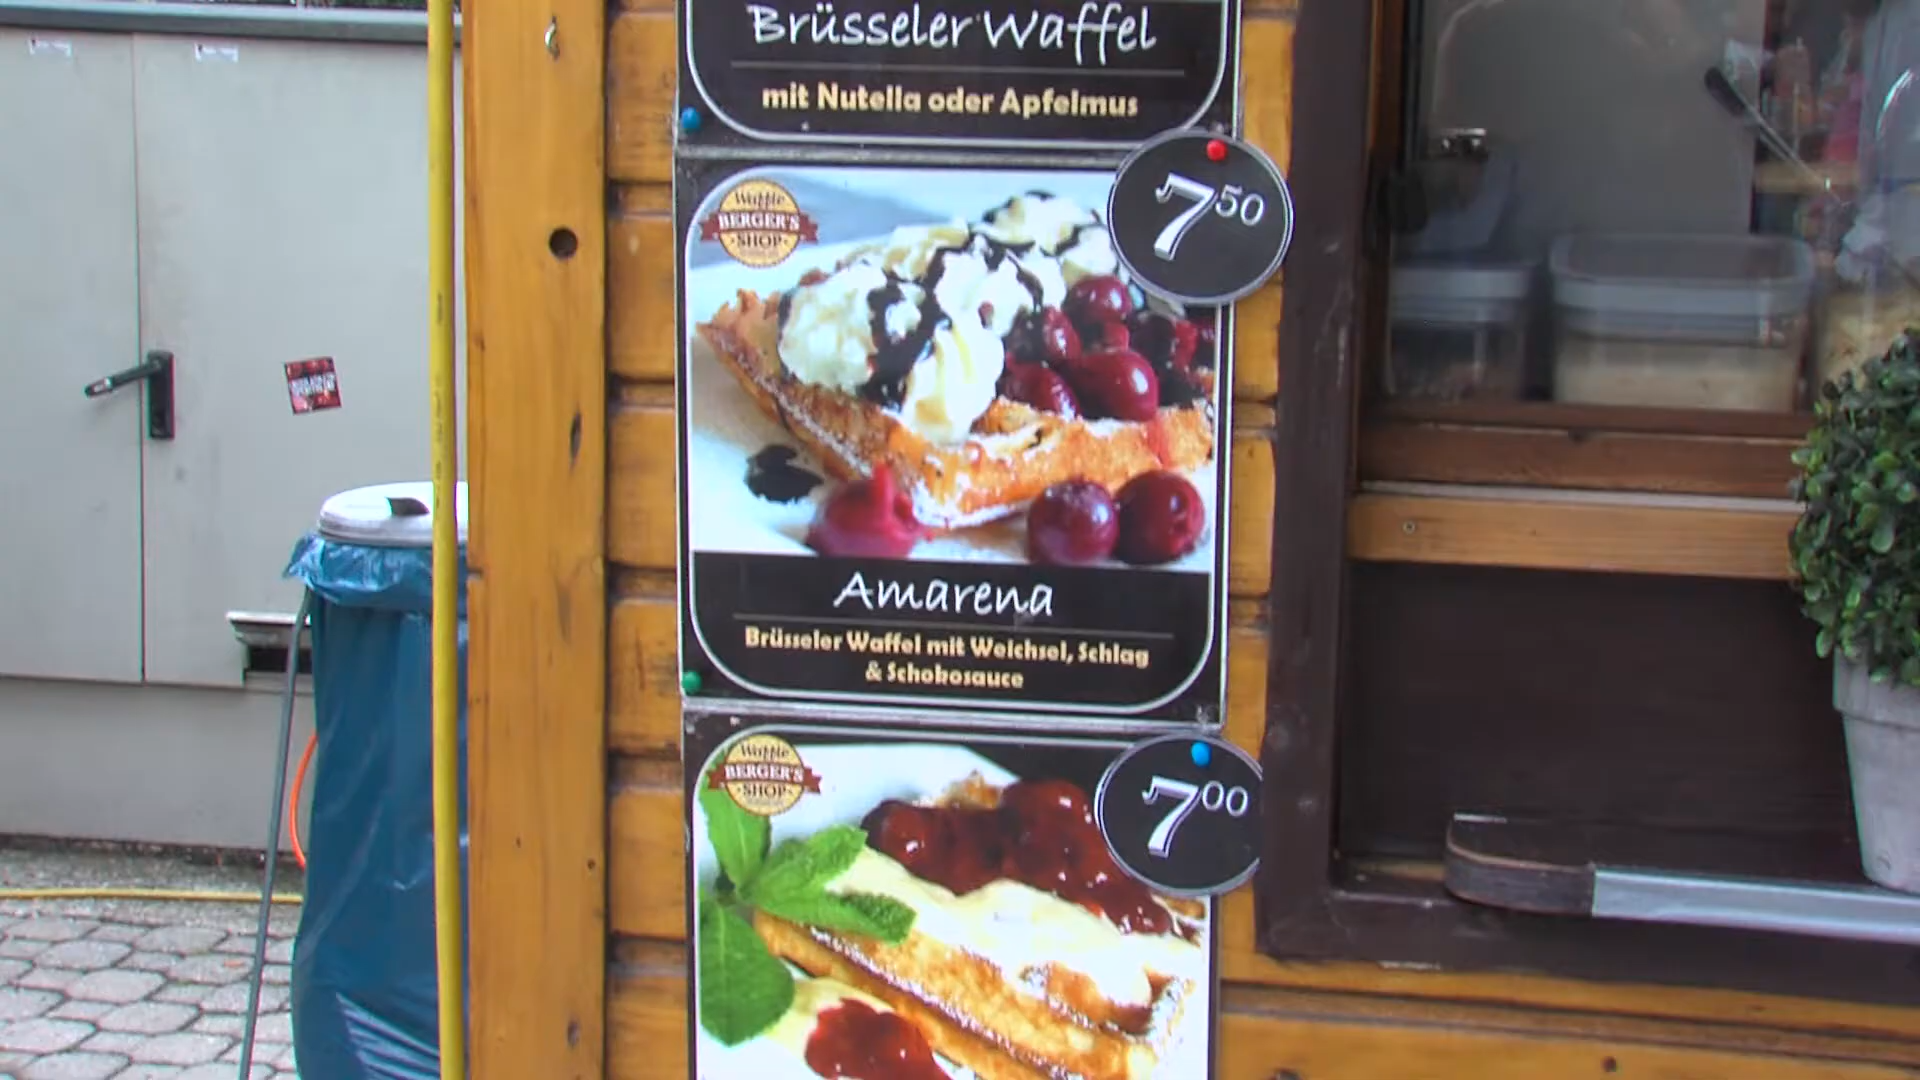 Brüsseler Waffel
mit Nutella oder Apfelmus
Waffle
BERGER'S
SHOP
7 50
Amarena
Brüsseler Waffel mit Weichsel, Schlag
& Schokosauce
Waffle
BERGER'S
SHOP
7 00